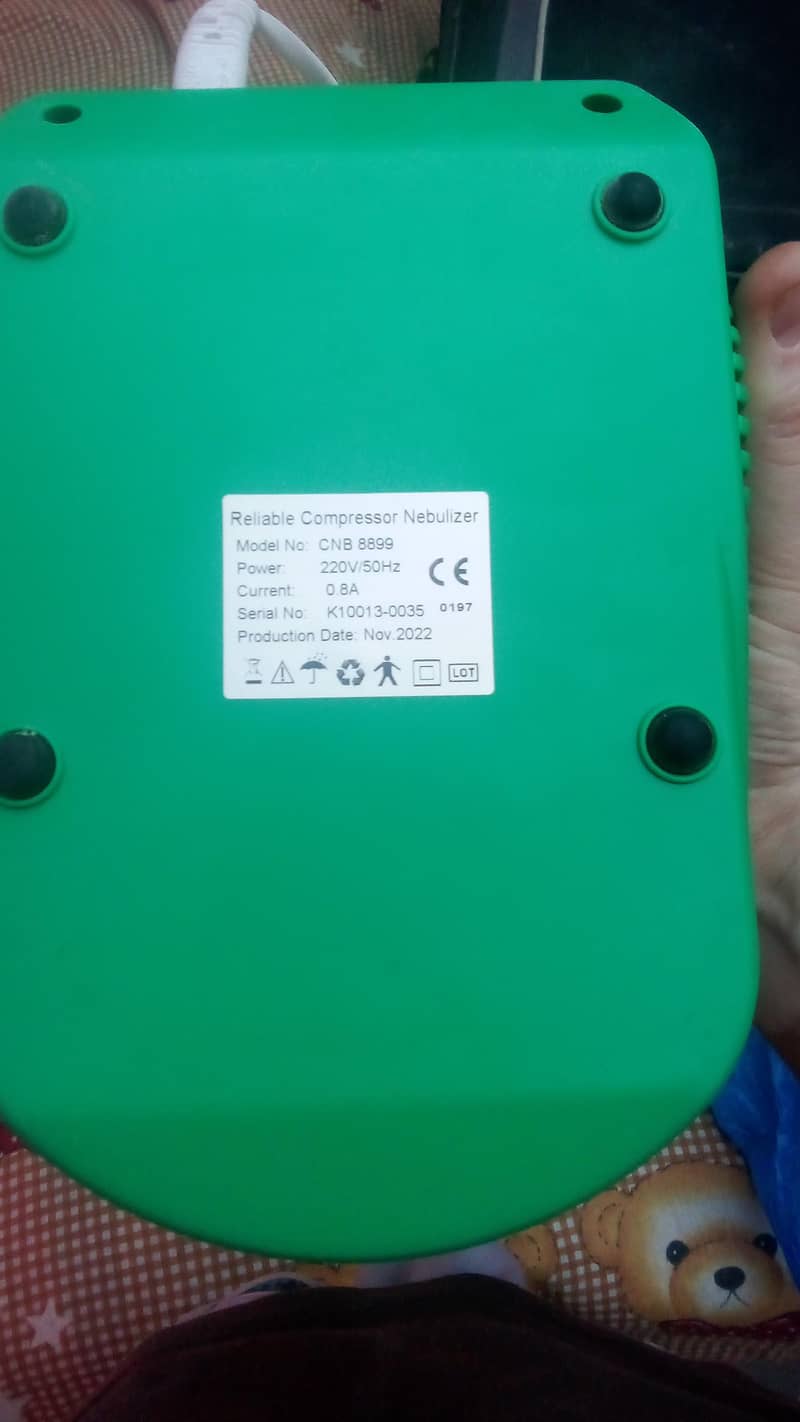 Reliable Compressor Nebulizer
Model No: CNB 8899
Power: 220V/50Hz
CE
Current: 0.8A
Serial No: K10013-0035 0197
Production Date: Nov.2022
LOT